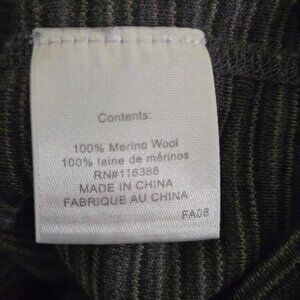 Contents:
100% Merino Wool
100% laine de mérinos
RN#116388
MADE IN CHINA
FABRIQUE AU CHINA
FA08